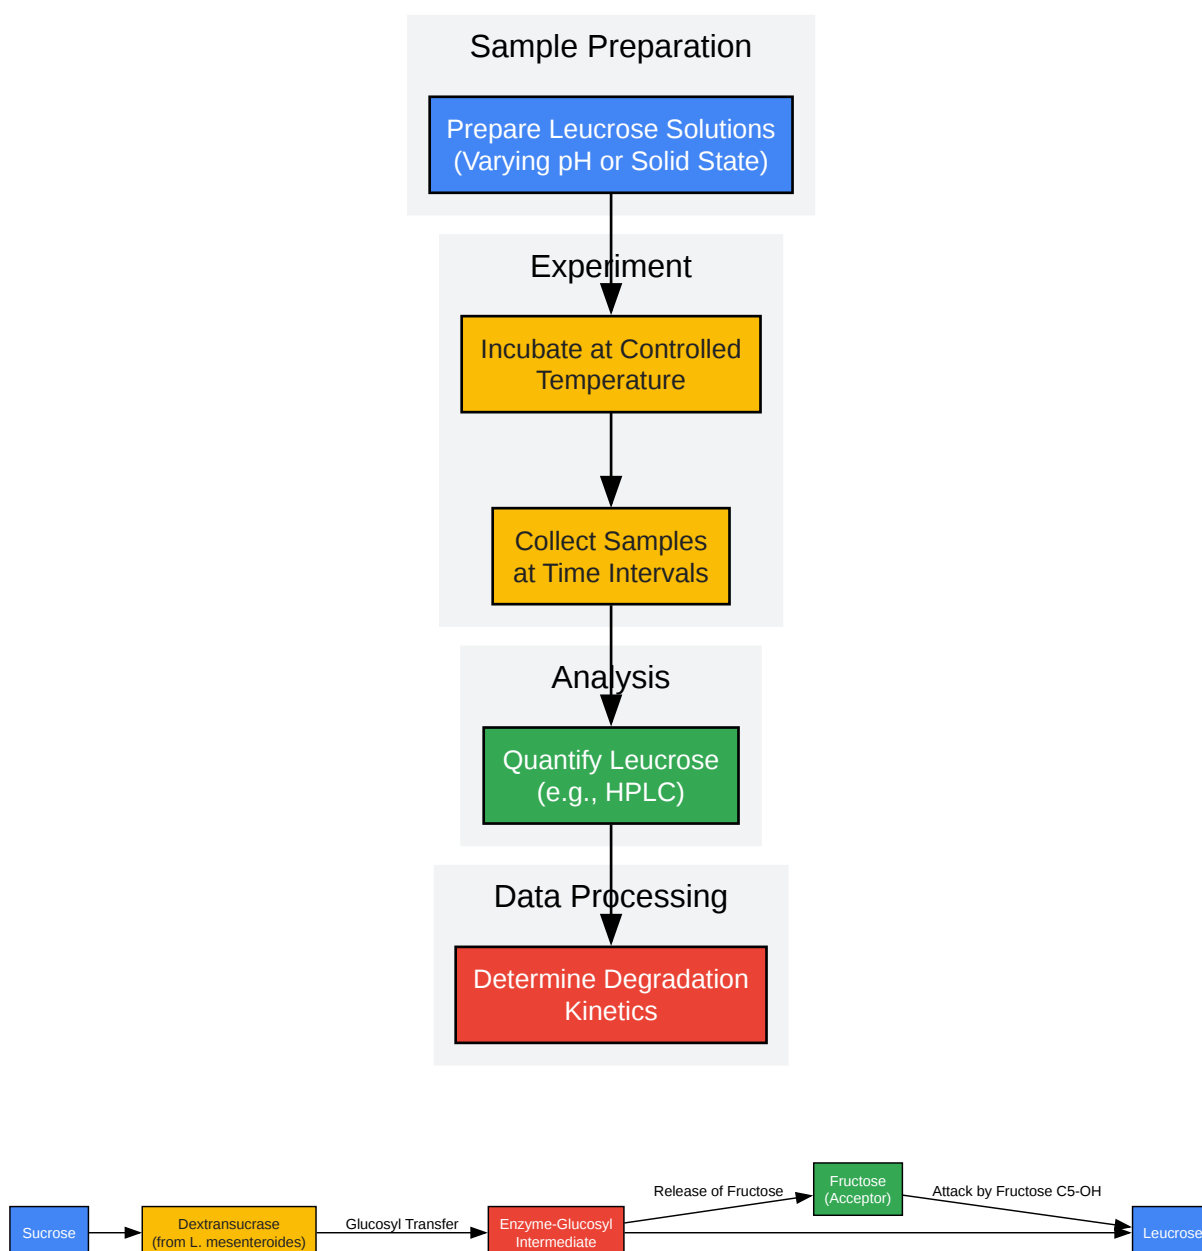 Sample Preparation
Prepare Leucrose Solutions
(Varying pH or Solid State)
Experiment
Incubate at Controlled
Temperature
Collect Samples
at Time Intervals
Analysis
Quantify Leucrose
(e.g., HPLC)
Data Processing
Determine Degradation
Kinetics
Sucrose
Dextransucrase
(from L. mesenteroides)
Glucosyl Transfer
Enzyme-Glucosyl
Intermediate
Release of Fructose
Fructose
(Acceptor)
Attack by Fructose C5-OH
Leucrose